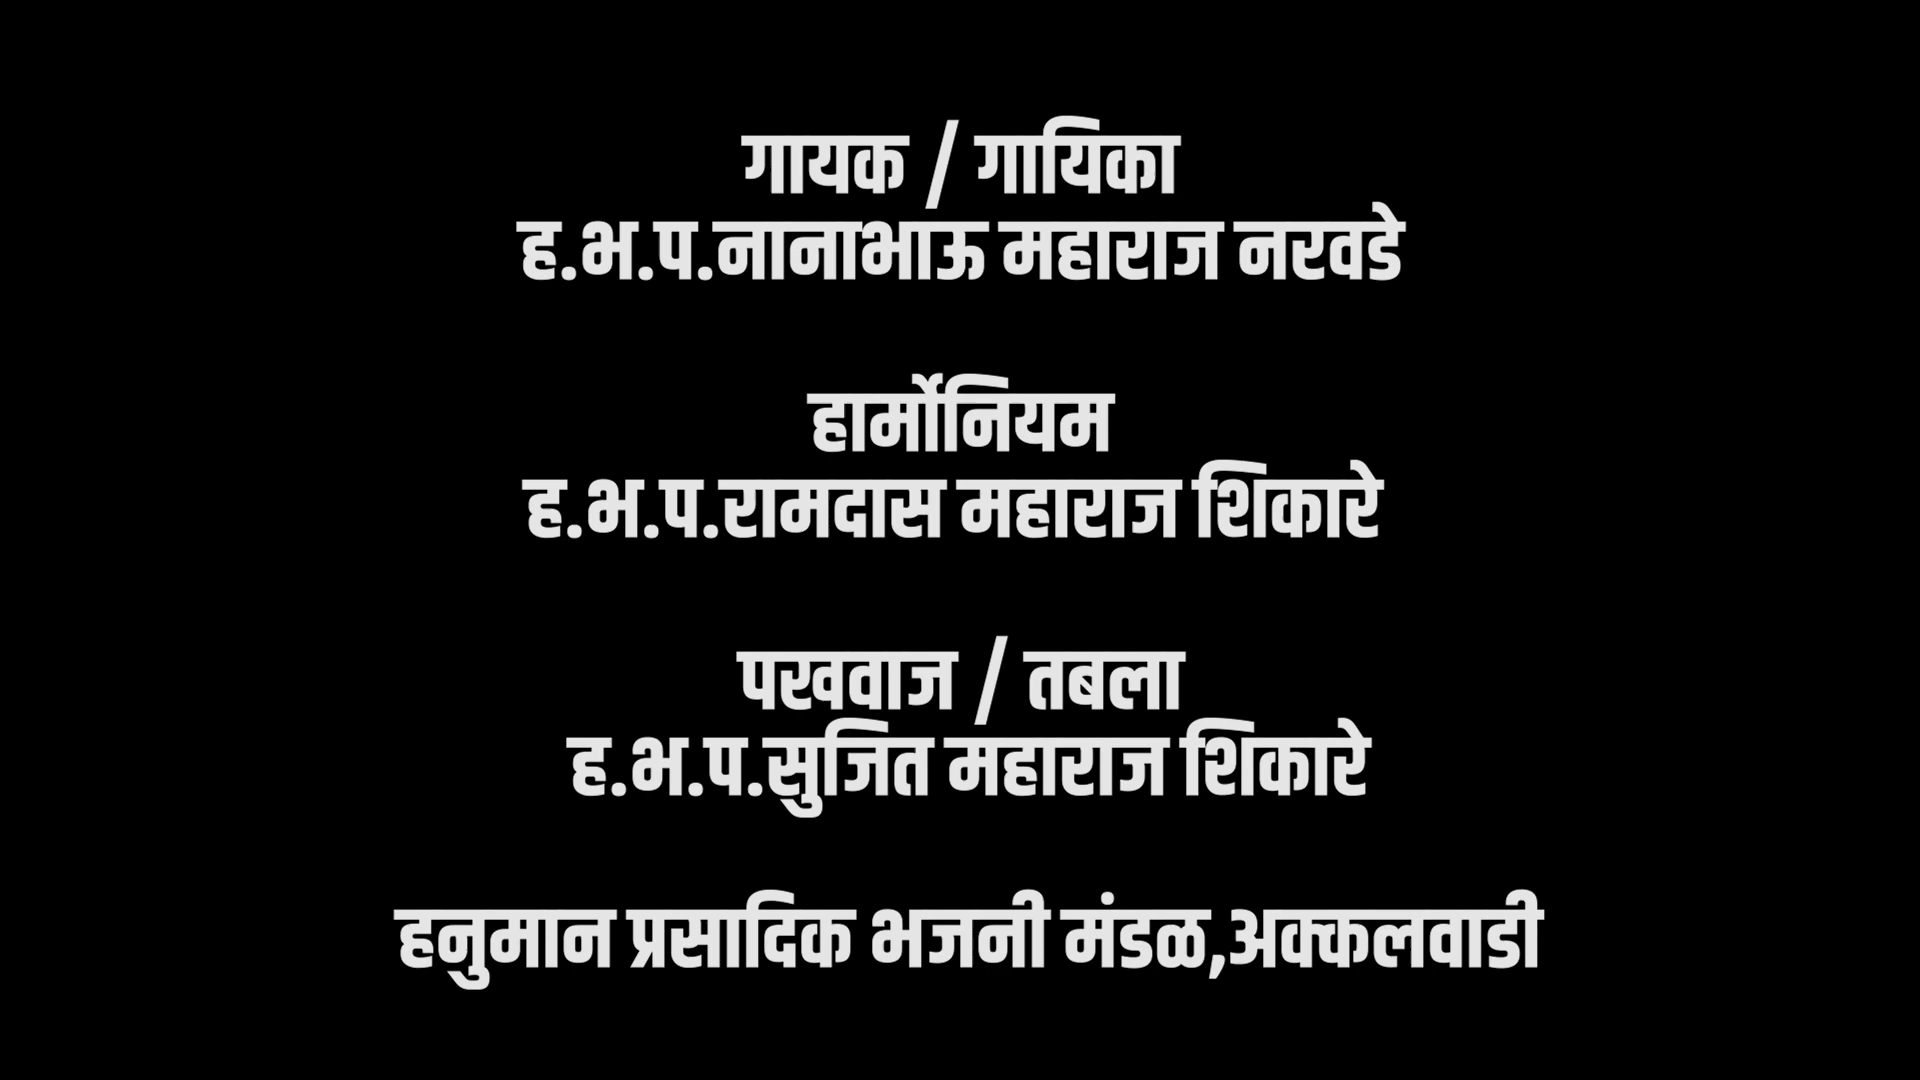 गायक / गायिका
ह.भ.प.नानाभाऊ महाराज नरवडे
हार्मोनियम
ह.भ.प.रामदास महाराज शिकारे
पखवाज / तबला
ह.भ.प.सुजित महाराज शिकारे
हनुमान प्रसादिक भजनी मंडळ,अक्कलवाडी